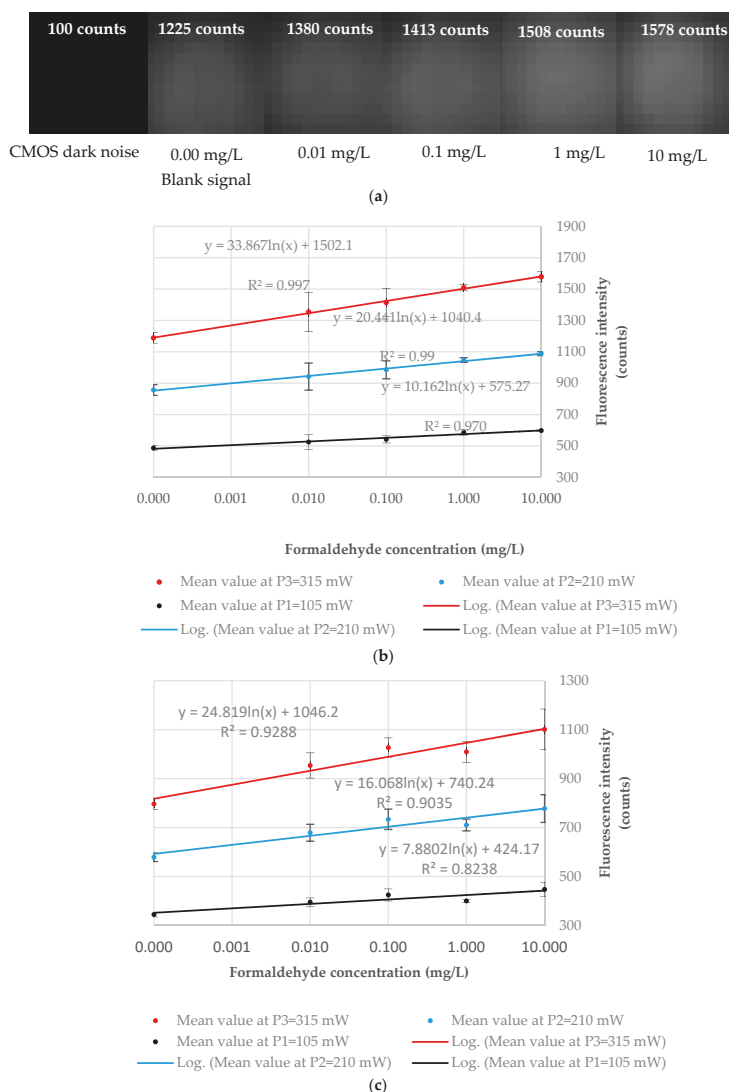 100 counts 1225 counts 1380 counts 1413 counts 1508 counts 1578 counts
CMOS dark noise 0.00 mg/L 0.01 mg/L 0.1 mg/L 1 mg/L 10 mg/L
Blank signal
(a)
1900
y = 33.867ln(x) + 1502.1
1700
R² = 0.997
1500
y = 20.441ln(x) + 1040.4
1300
R² = 0.99
1100
y = 10.162ln(x) + 575.27
900
R² = 0.970
700
500
300
Fluorescence intensity
(counts)
0.000 0.001 0.010 0.100 1.000 10.000
Formaldehyde concentration (mg/L)
Mean value at P3=315 mW Mean value at P2=210 mW
Mean value at P1=105 mW Log. (Mean value at P3=315 mW)
Log. (Mean value at P2=210 mW) Log. (Mean value at P1=105 mW)
(b)
1300
y = 24.819ln(x) + 1046.2
R² = 0.9288
1100
y = 16.068ln(x) + 740.24
R² = 0.9035
900
y = 7.8802ln(x) + 424.17
R² = 0.8238
700
500
300
Fluorescence intensity
(counts)
0.000 0.001 0.010 0.100 1.000 10.000
Formaldehyde concentration (mg/L)
Mean value at P3=315 mW Mean value at P2=210 mW
Mean value at P1=105 mW Log. (Mean value at P3=315 mW)
Log. (Mean value at P2=210 mW) Log. (Mean value at P1=105 mW)
(c)